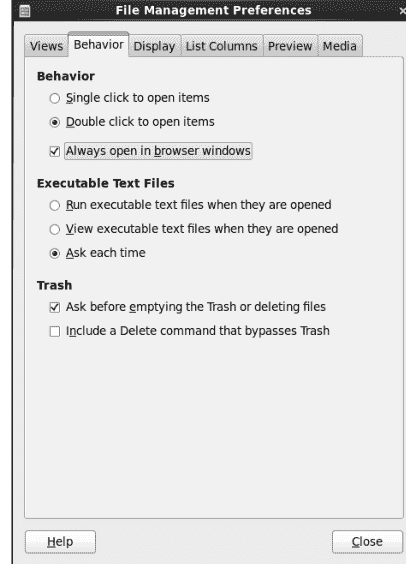 File Management Preferences
Views Behavior Display List Columns Preview Media
Behavior
Single click to open items
Double click to open items
Always open in browser windows
Executable Text Files
Run executable text files when they are opened
View executable text files when they are opened
Ask each time
Trash
Ask before emptying the Trash or deleting files
Include a Delete command that bypasses Trash
Help Close